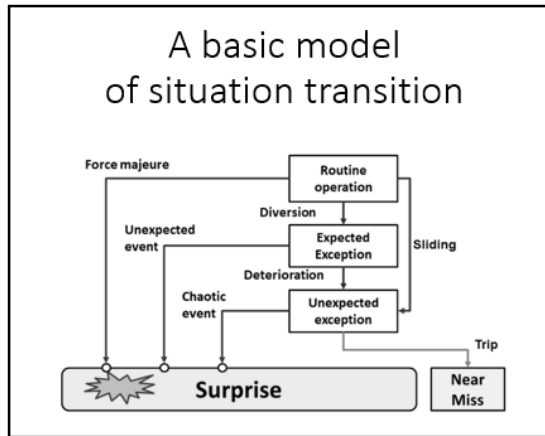 A basic model
of situation transition
Force majeure
Routine
operation
Diversion
Unexpected
event
Expected
Exception
Sliding
Deterioration
Chaotic
event
Unexpected
exception
Trip
Surprise
Near
Miss